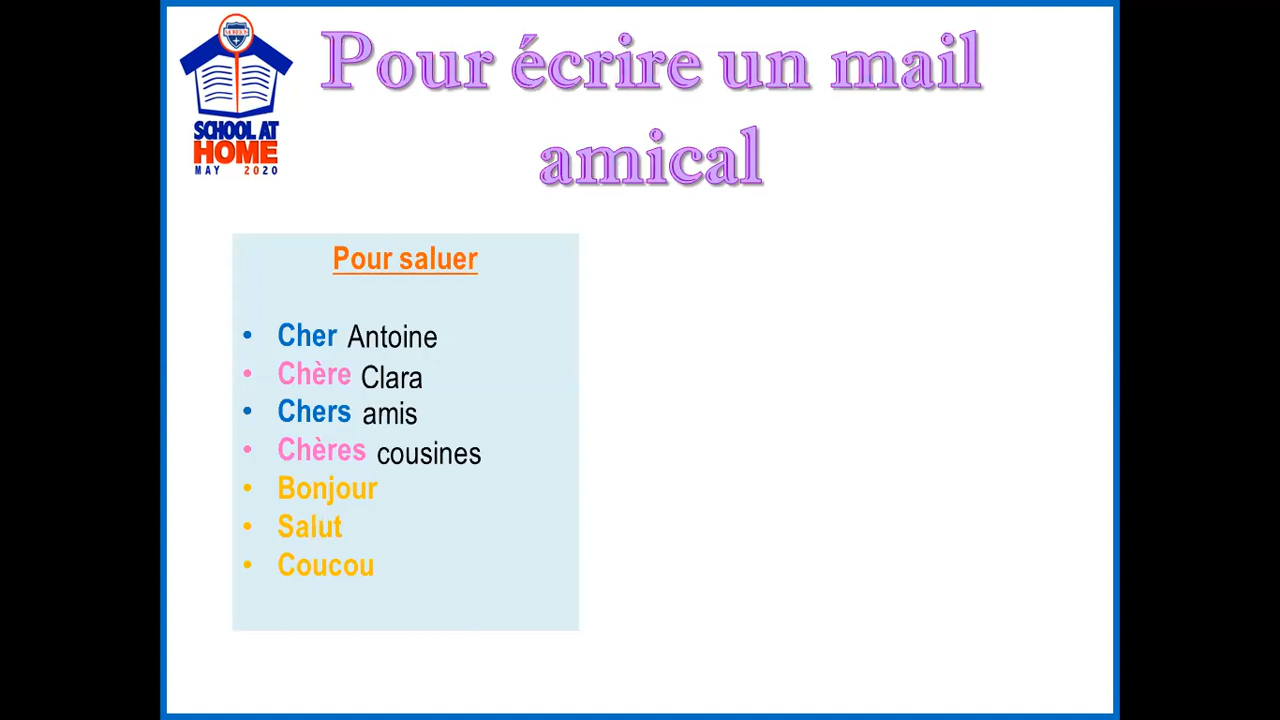 Pour écrire un mail
amical
SCHOOL AT
HOME
MAY 2020
Pour saluer
• Cher Antoine
• Chère Clara
• Chers amis
• Chères cousines
• Bonjour
• Salut
• Coucou